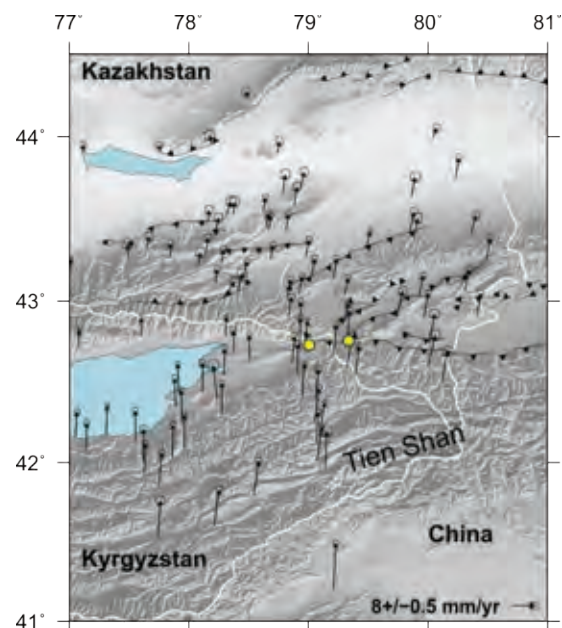 77˚ 78˚ 79˚ 80˚ 81˚
Kazakhstan
44˚
43˚
42˚
Tien Shan
China
Kyrgyzstan
8+/−0.5 mm/yr
41˚